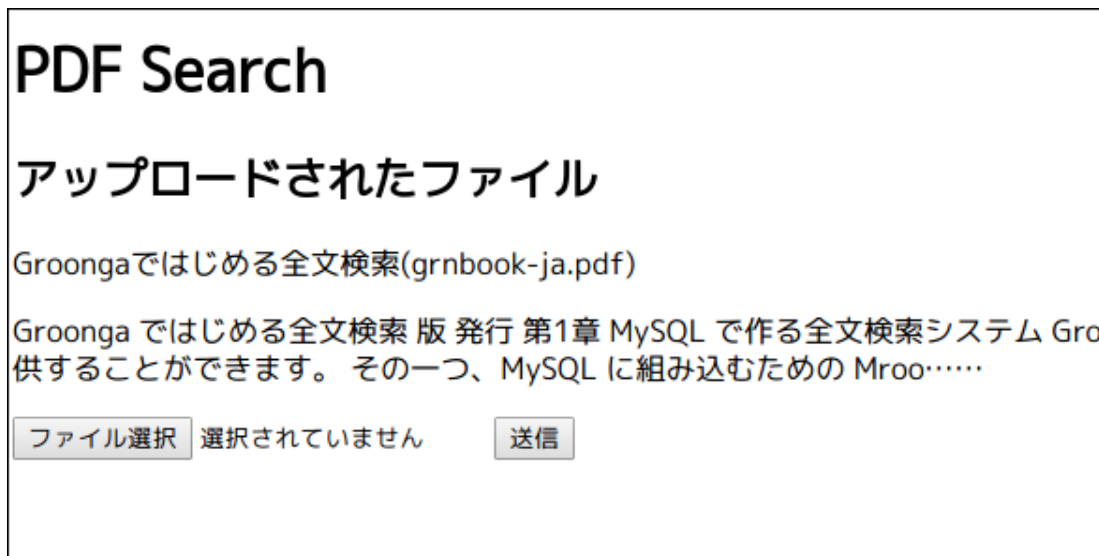 PDF Search
アップロードされたファイル
Groongaではじめる全文検索(grnbook-ja.pdf)
Groonga ではじめる全文検索 版 発行 第1章 MySQL で作る全文検索システム Gro
供することができます。 その一つ、MySQL に組み込むための Mroo……
ファイル選択 選択されていません 送信